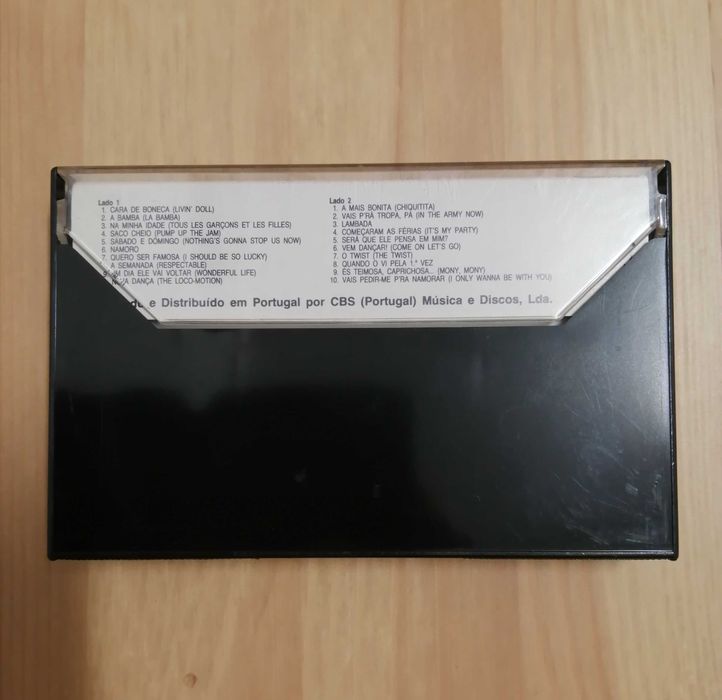 Lado 1
1. CARA DE BONECA (LIVIN' DOLL)
2. A BAMBA (LA BAMBA)
3. NA MINHA IDADE (TOUS LES GARÇONS ET LES FILLES)
4. SACO CHEIO (PUMP UP THE JAM)
5. SÁBADO E DOMINGO (NOTHING'S GONNA STOP US NOW)
6. NAMORO
7. QUERO SER FAMOSA (I SHOULD BE SO LUCKY)
8. A SEMANADA (RESPECTABLE)
9. UM DIA ELE VAI VOLTAR (WONDERFUL LIFE)
DANÇA (THE LOCO-MOTION)
Lado 2
1. A MAIS BONITA (CHIQUITITA)
2. VAIS P'RÁ TROPA, PÁ (IN THE ARMY NOW)
3. LAMBADA
4. COMEÇARAM AS FÉRIAS (IT'S MY PARTY)
5. SERÁ QUE ELE PENSA EM MIM?
6. VEM DANÇAR! (COME ON LET'S GO)
7. O TWIST (THE TWIST)
8. QUANDO O VI PELA 1.ª VEZ
9. ÉS TEIMOSA, CAPRICHOSA... (MONY, MONY)
10. VAIS PEDIR-ME P'RA NAMORAR (I ONLY WANNA BE WITH YOU)
e Distribuído em Portugal por CBS (Portugal) Música e Discos, Lda.